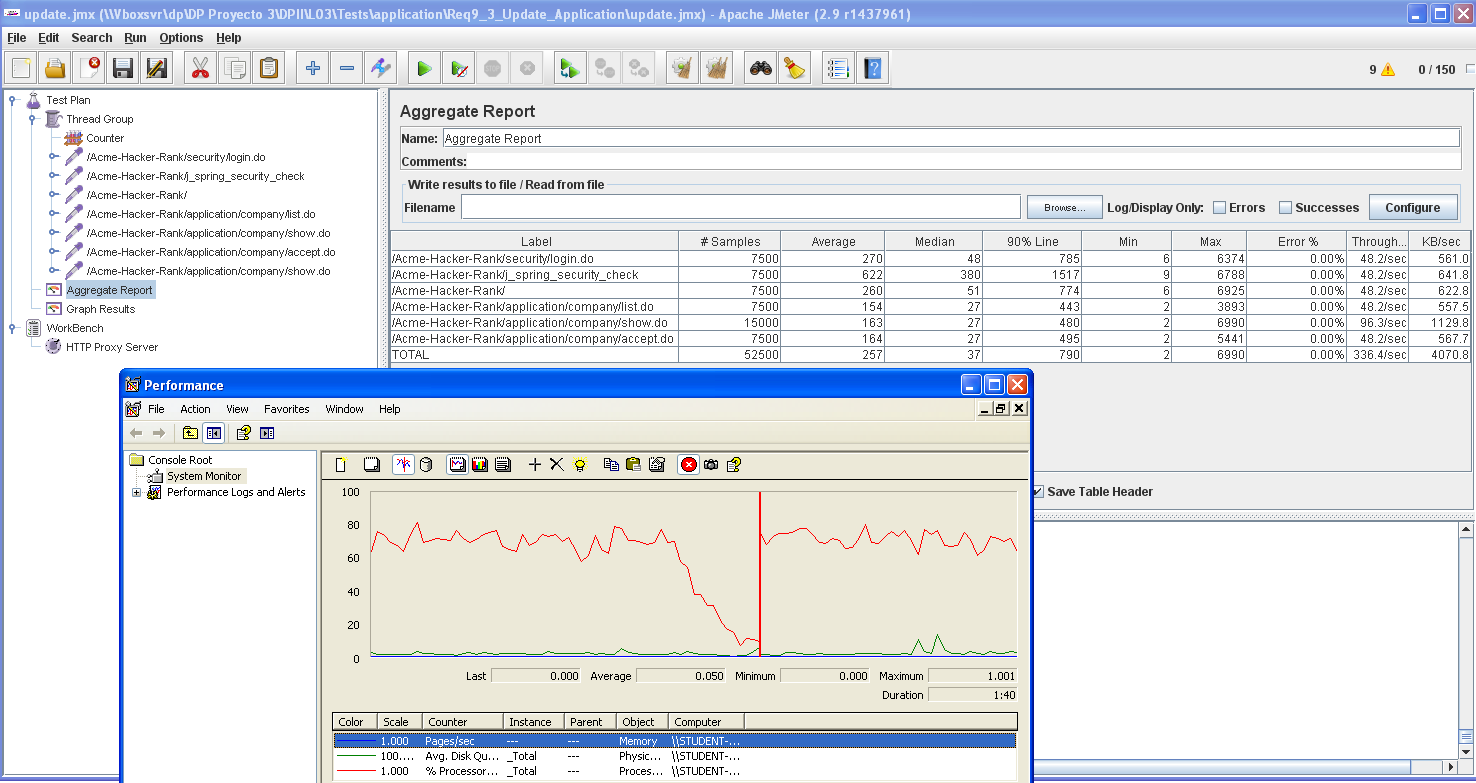 update.jmx (\\Vboxsvr\dp\DP Proyecto 3\DPII\L03\Tests\application\Req9_3_Update_Application\update.jmx) - Apache JMeter (2.9 r1437961)
File Edit Search Run Options Help
9 0 / 150
Test Plan
Thread Group
Counter
/Acme-Hacker-Rank/security/login.do
/Acme-Hacker-Rank/j_spring_security_check
/Acme-Hacker-Rank/
/Acme-Hacker-Rank/application/company/list.do
/Acme-Hacker-Rank/application/company/show.do
/Acme-Hacker-Rank/application/company/accept.do
/Acme-Hacker-Rank/application/company/show.do
Aggregate Report
Graph Results
WorkBench
HTTP Proxy Server
Aggregate Report
Name: Aggregate Report
Comments:
Write results to file / Read from file
Filename Browse... Log/Display Only: Errors Successes Configure
Label # Samples Average Median 90% Line Min Max Error % Through... KB/sec
/Acme-Hacker-Rank/security/login.do 7500 270 48 785 6 6374 0.00% 48.2/sec 561.0
/Acme-Hacker-Rank/j_spring_security_check 7500 622 380 1517 9 6788 0.00% 48.2/sec 641.8
/Acme-Hacker-Rank/ 7500 260 51 774 6 6925 0.00% 48.2/sec 622.8
/Acme-Hacker-Rank/application/company/list.do 7500 154 27 443 2 3893 0.00% 48.2/sec 557.5
/Acme-Hacker-Rank/application/company/show.do 15000 163 27 480 2 6990 0.00% 96.3/sec 1129.8
/Acme-Hacker-Rank/application/company/accept.do 7500 164 27 495 2 5441 0.00% 48.2/sec 567.7
TOTAL 52500 257 37 790 2 6990 0.00% 336.4/sec 4070.8
Save Table Header
Performance
File Action View Favorites Window Help
Console Root
System Monitor
Performance Logs and Alerts
100
80
60
40
20
0
Last 0.000 Average 0.050 Minimum 0.000 Maximum 1.001
Duration 1:40
Color Scale Counter Instance Parent Object Computer
1.000 Pages/sec --- --- Memory \\STUDENT-...
100.... Avg. Disk Qu... _Total --- Physic... \\STUDENT-...
1.000 % Processor... _Total --- Proces... \\STUDENT-...